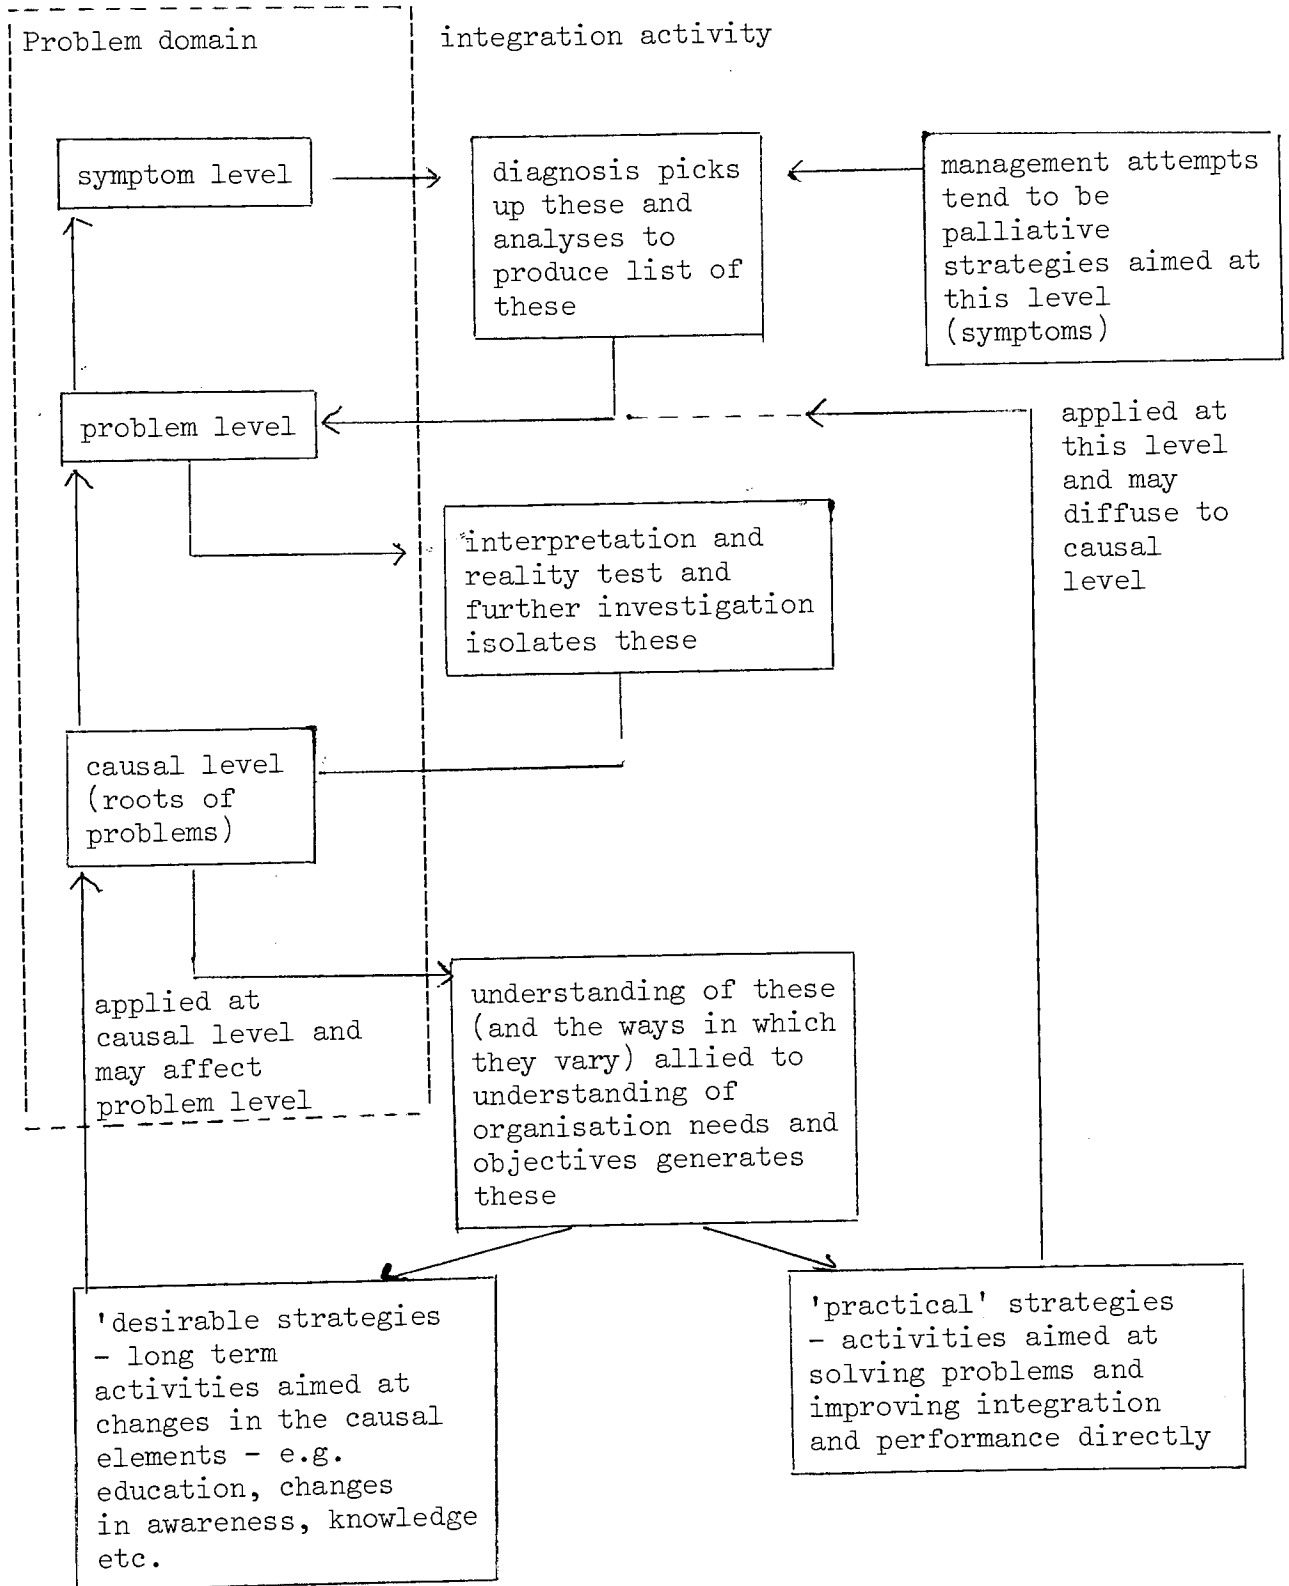 Problem domain
integration activity
symptom level
diagnosis picks
up these and
analyses to
produce list of
these
management attempts
tend to be
palliative
strategies aimed at
this level
(symptoms)
problem level
applied at
this level
and may
diffuse to
causal
level
interpretation and
reality test and
further investigation
isolates these
causal level
(roots of
problems)
applied at
causal level and
may affect
problem level
understanding of these
(and the ways in which
they vary) allied to
understanding of
organisation needs and
objectives generates
these
'desirable strategies
- long term
activities aimed at
changes in the causal
elements - e.g.
education, changes
in awareness, knowledge
etc.
'practical' strategies
- activities aimed at
solving problems and
improving integration
and performance directly